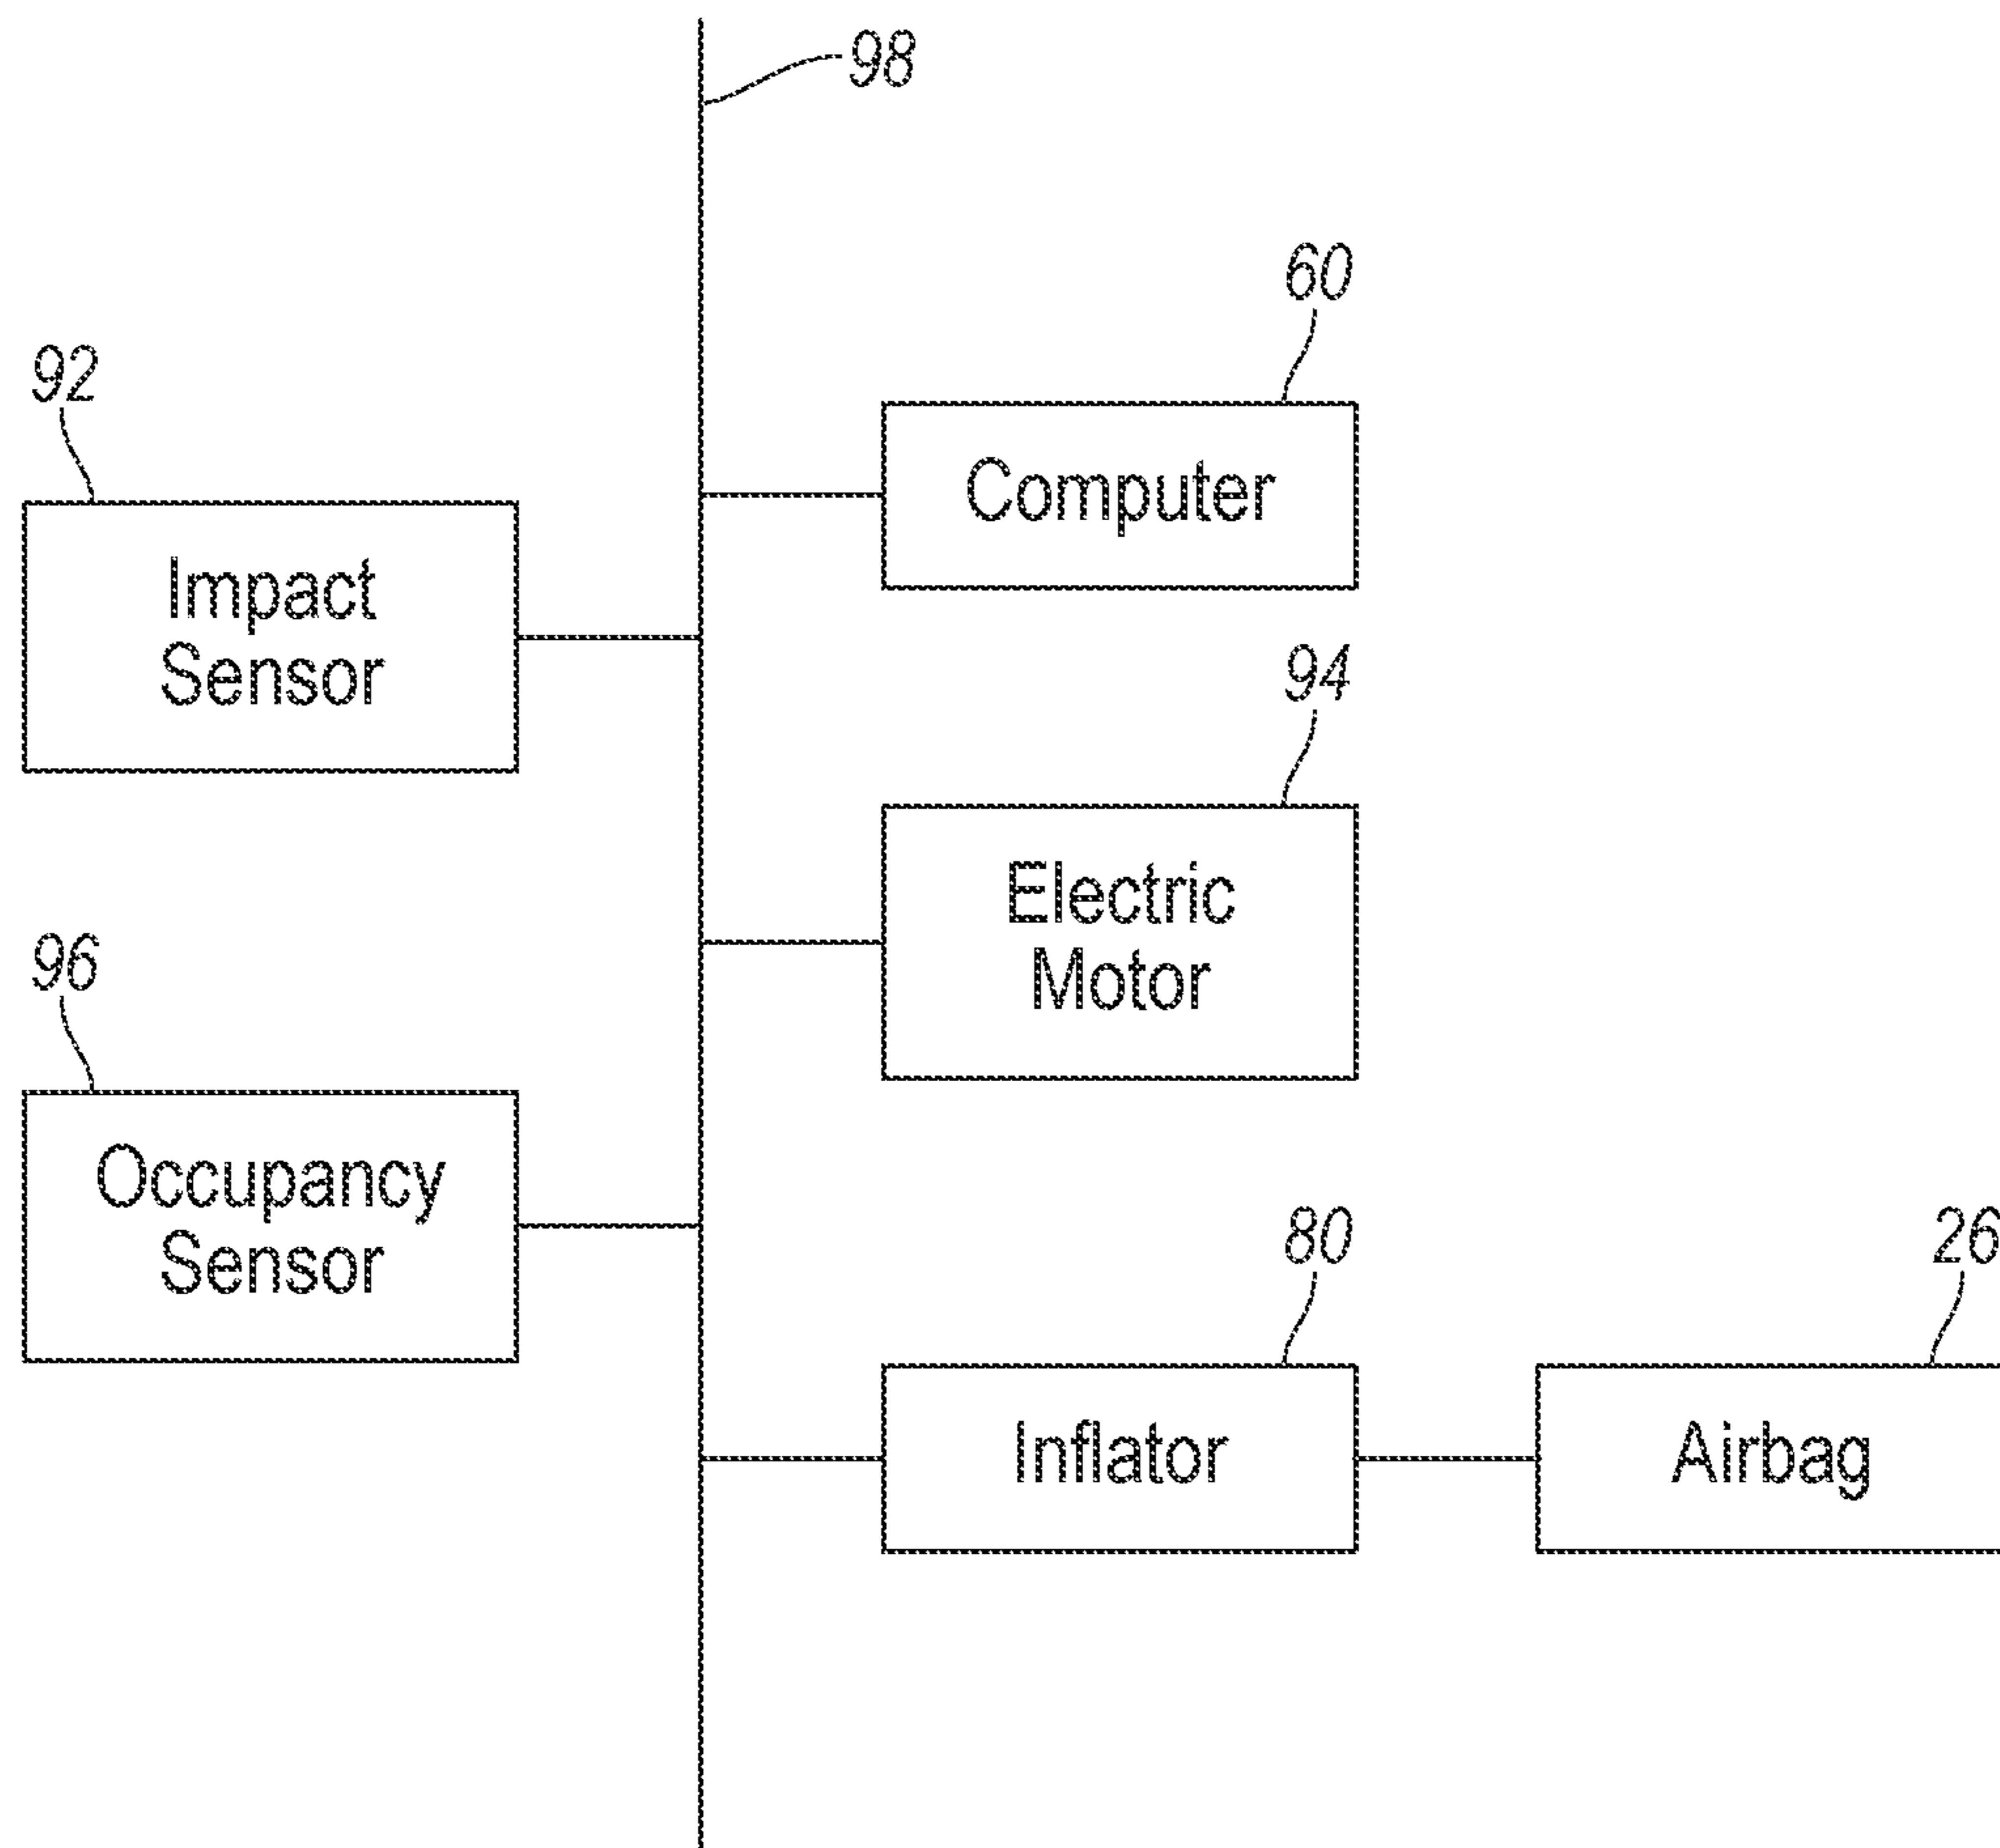 98
60
92
Computer
Impact
Sensor
94
Electric
Motor
96
Occupancy
Sensor
80
26
Inflator
Airbag